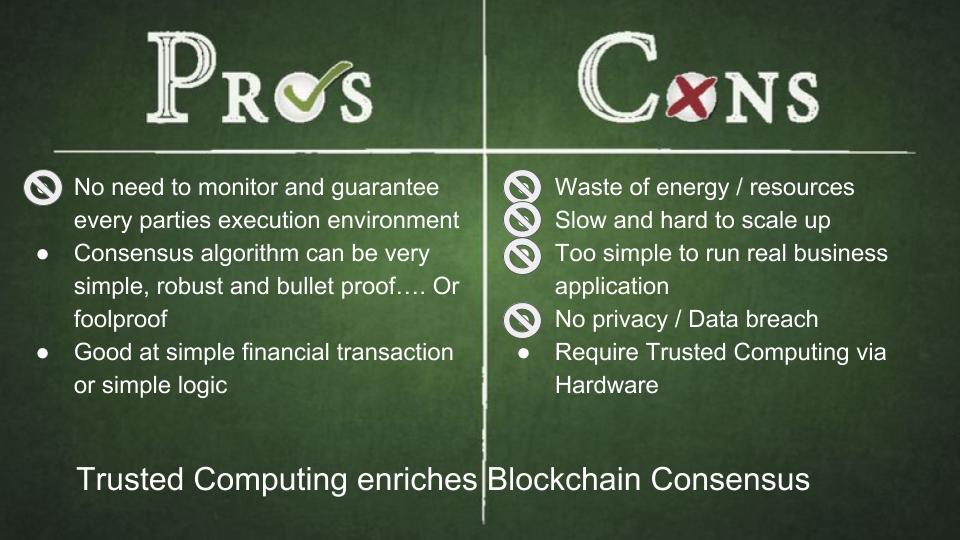 Pros
Cons
No need to monitor and guarantee
every parties execution environment
● Consensus algorithm can be very
simple, robust and bullet proof…. Or
foolproof
● Good at simple financial transaction
or simple logic
Waste of energy / resources
Slow and hard to scale up
Too simple to run real business
application
No privacy / Data breach
● Require Trusted Computing via
Hardware
Trusted Computing enriches Blockchain Consensus